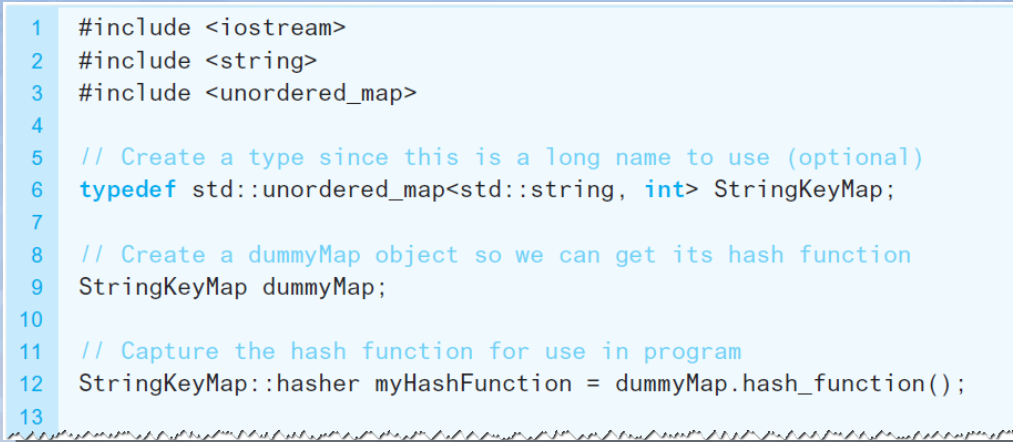 1 #include <iostream>
2 #include <string>
3 #include <unordered_map>
4
5 // Create a type since this is a long name to use (optional)
6 typedef std::unordered_map<std::string, int> StringKeyMap;
7
8 // Create a dummyMap object so we can get its hash function
9 StringKeyMap dummyMap;
10
11 // Capture the hash function for use in program
12 StringKeyMap::hasher myHashFunction = dummyMap.hash_function();
13